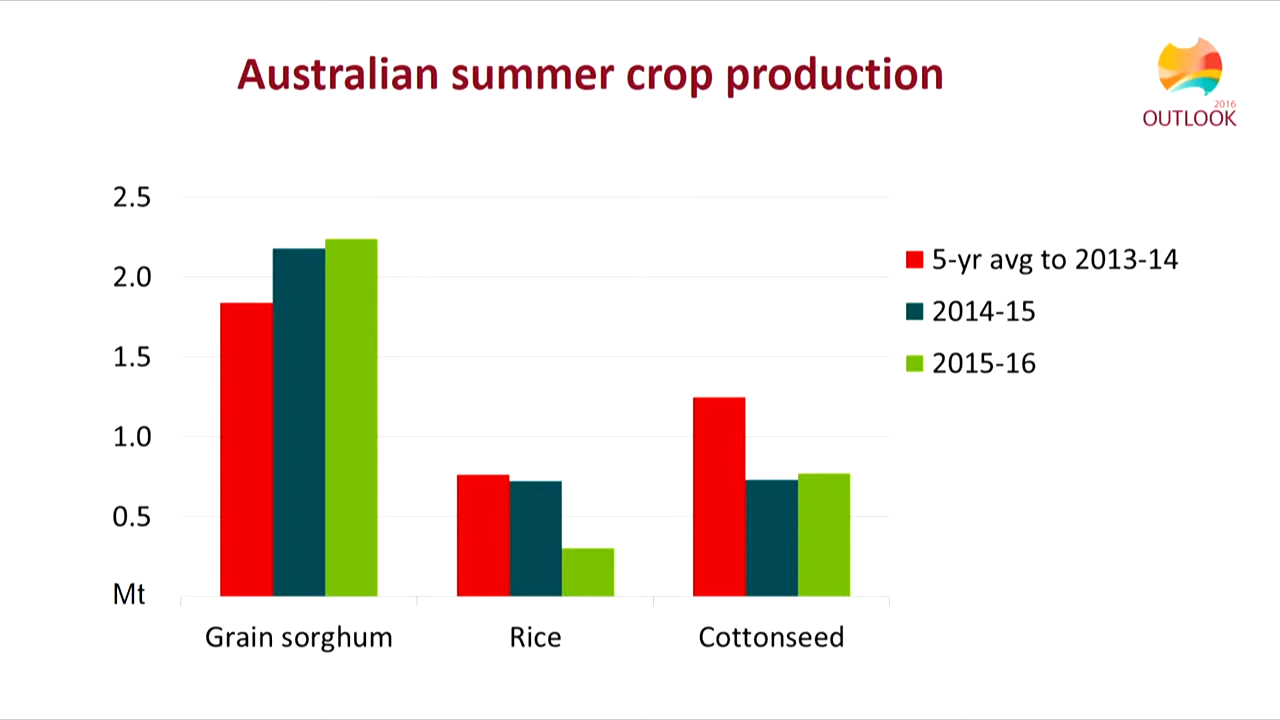 Australian summer crop production
2016
OUTLOOK
2.5
2.0
1.5
1.0
0.5
Mt
Grain sorghum
Rice
Cottonseed
5-yr avg to 2013-14
2014-15
2015-16